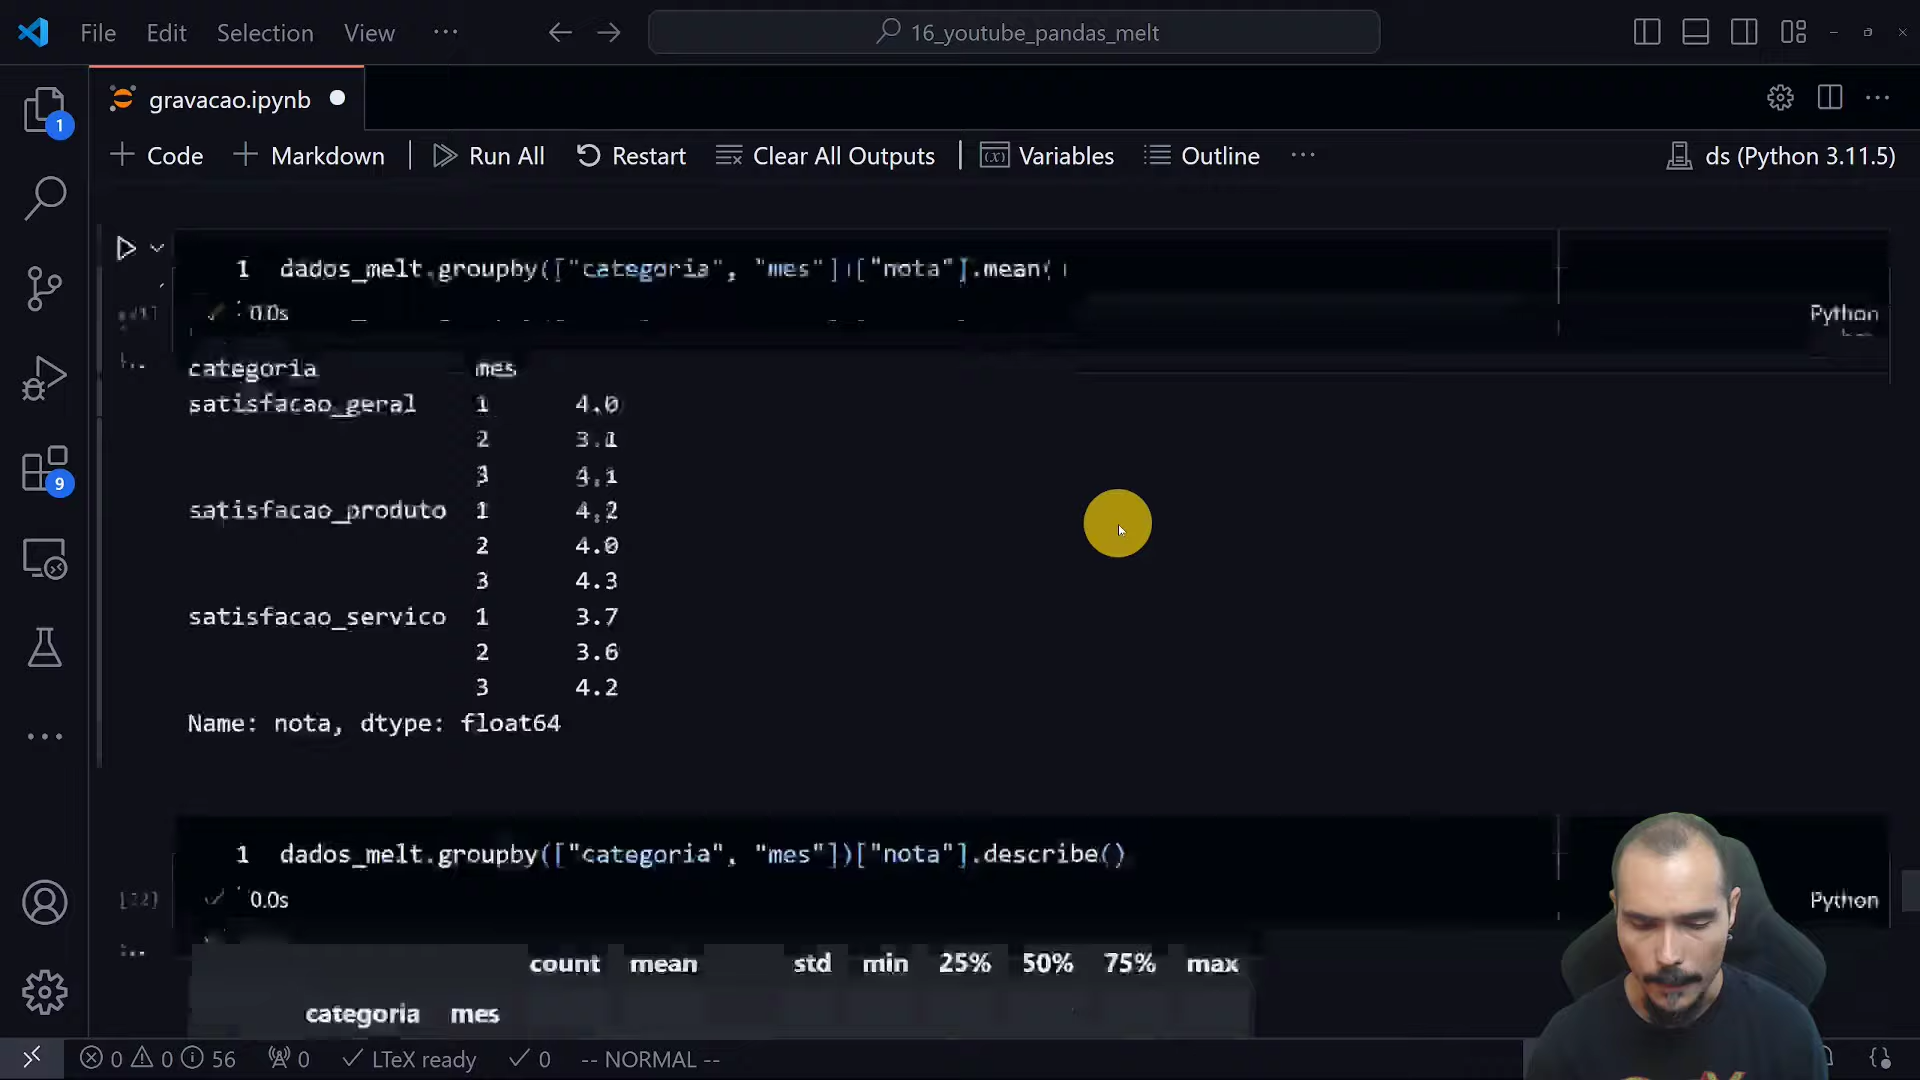 File Edit Selection View ··· 16_youtube_pandas_melt
1
gravacao.ipynb
Code Markdown Run All Restart Clear All Outputs Variables Outline ··· ds (Python 3.11.5)
1 dados_melt.groupby(["categoria", "mes"])["nota"].mean()
0.0s Python
categoria mes
satisfacao_geral 1 4.0
2 3.1
3 4.1
satisfacao_produto 1 4.2
2 4.0
3 4.3
satisfacao_servico 1 3.7
2 3.6
3 4.2
Name: nota, dtype: float64
9
1 dados_melt.groupby(["categoria", "mes"])["nota"].describe()
[22] 0.0s Python
count mean std min 25% 50% 75% max
categoria mes
0 0 56 0 LTeX ready 0 -- NORMAL --